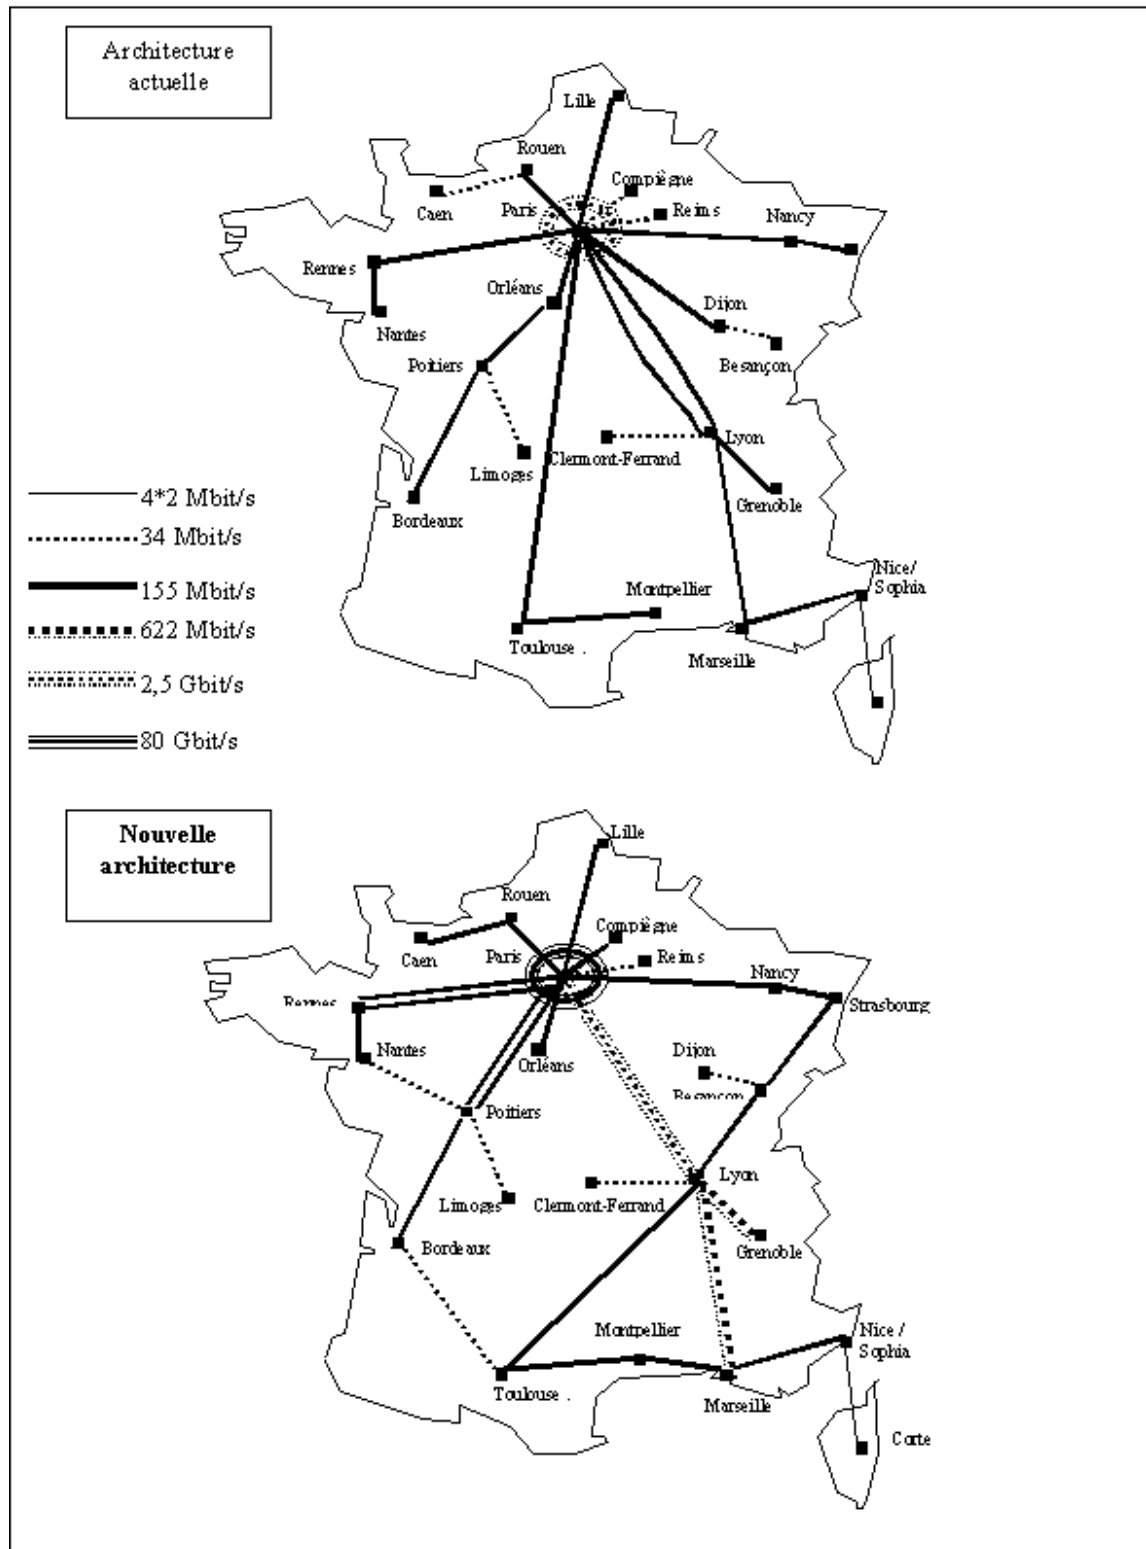 Architecture
actuelle
Lille
Rouen
Compiègne
Caen
Paris
Reims
Nancy
Rennes
Orléans
Dijon
Nantes
Poitiers
Besançon
Lyon
Limoges
Clermont-Ferrand
Grenoble
Bordeaux
4*2 Mbit/s
34 Mbit/s
155 Mbit/s
622 Mbit/s
2,5 Gbit/s
80 Gbit/s
Nice/
Sophia
Montpellier
Toulouse .
Marseille
Nouvelle
architecture
Lille
Rouen
Compiègne
Caen
Paris
Reims
Nancy
Rennes
Strasbourg
Nantes
Orléans
Dijon
Besançon
Poitiers
Lyon
Limoges
Clermont-Ferrand
Bordeaux
Grenoble
Montpellier
Nice /
Sophia
Toulouse .
Marseille
Corte